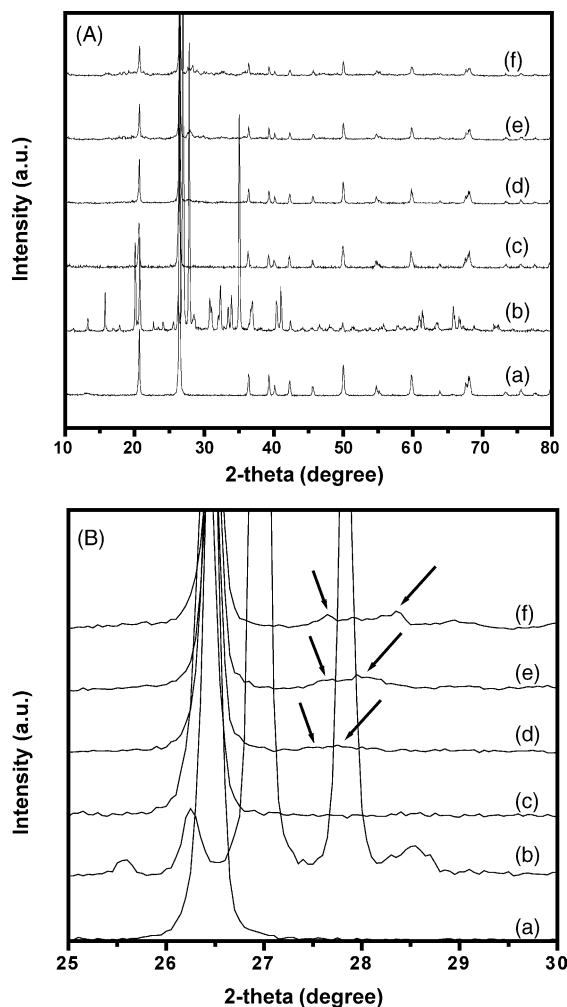 (A)
(f)
(e)
(d)
(c)
(b)
(a)
Intensity (a.u.)
10 20 30 40 50 60 70 80
2-theta (degree)
(B)
(f)
(e)
(d)
(c)
(b)
(a)
Intensity (a.u.)
25 26 27 28 29 30
2-theta (degree)